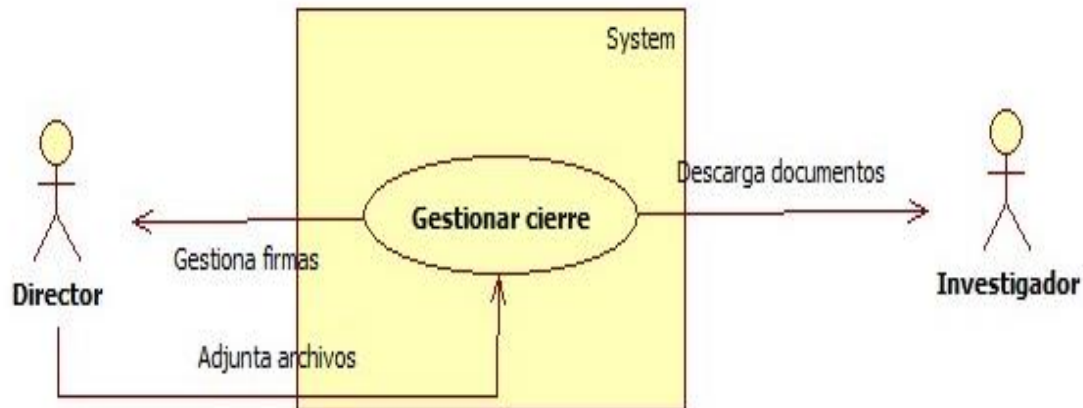 System
Descarga documentos
Gestionar cierre
Gestiona firmas
Director
Investigador
Adjunta archivos